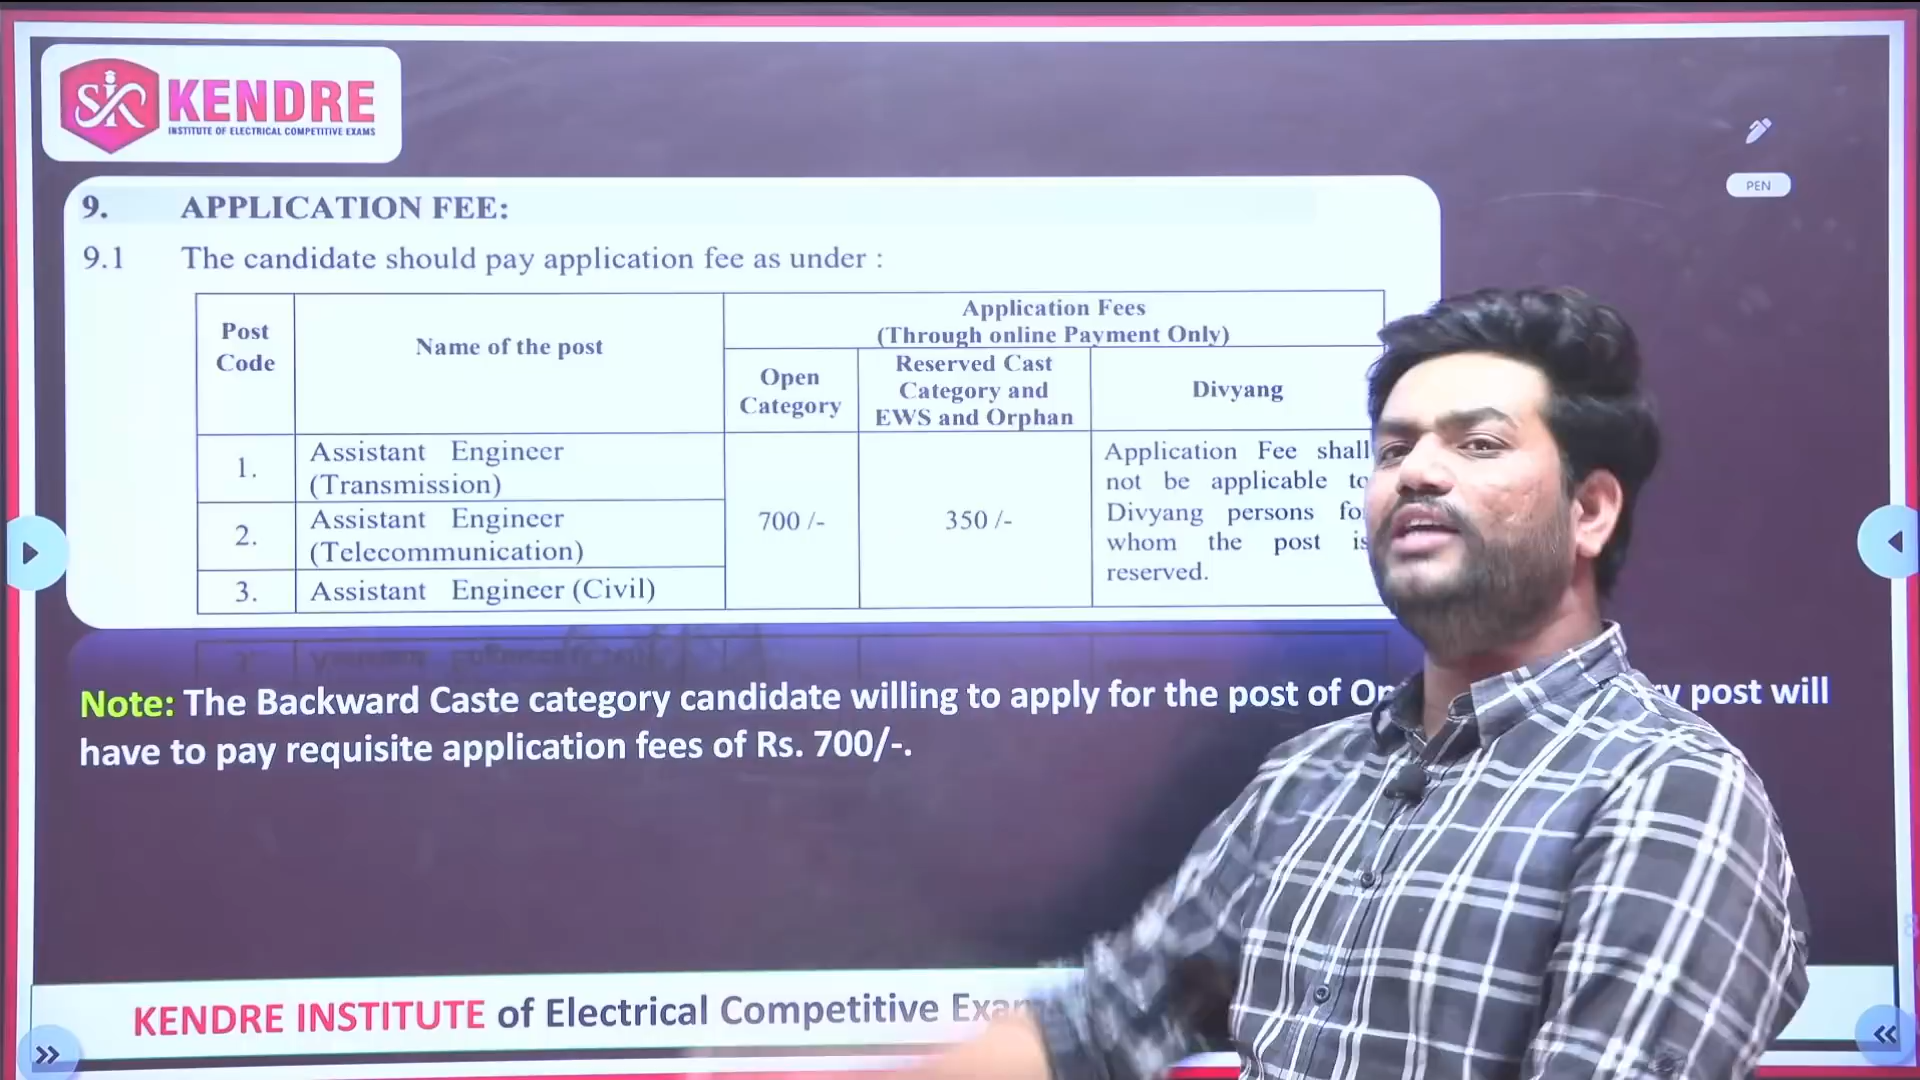 SK KENDRE
INSTITUTE OF ELECTRICAL COMPETITIVE EXAMS
PEN
9. APPLICATION FEE:
9.1 The candidate should pay application fee as under :
Post Code
Name of the post
Application Fees
(Through online Payment Only)
Open Category
Reserved Cast Category and EWS and Orphan
Divyang
1. Assistant Engineer (Transmission)
2. Assistant Engineer (Telecommunication)
3. Assistant Engineer (Civil)
700 /-
350 /-
Application Fee shall
not be applicable to
Divyang persons
whom the post is
reserved.
Note: The Backward Caste category candidate willing to apply for the post of post will
have to pay requisite application fees of Rs. 700/-.
KENDRE INSTITUTE of Electrical Competitive